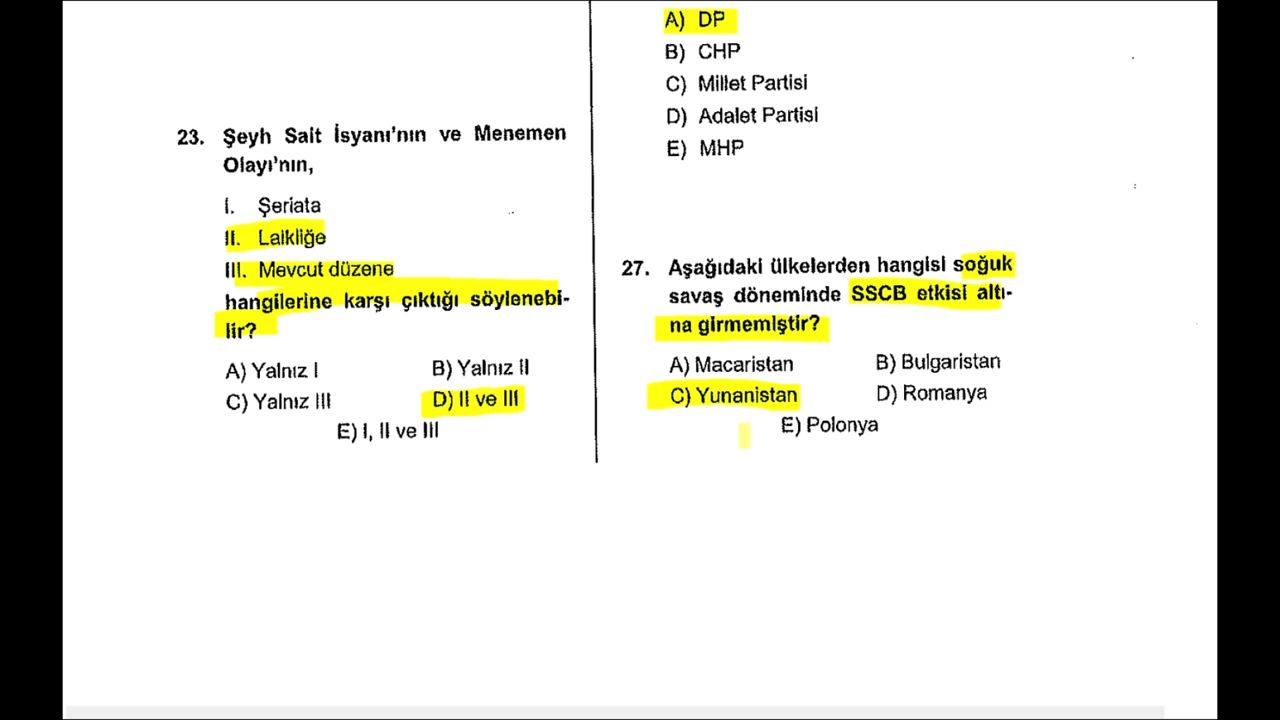 23. Şeyh Sait İsyanı'nın ve Menemen
Olayı'nın,
I. Şeriata
II. Laikliğe
III. Mevcut düzene
hangilerine karşı çıktığı söylenebi-
lir?
A) Yalnız I B) Yalnız II
C) Yalnız III D) II ve III
E) I, II ve III
A) DP
B) CHP
C) Millet Partisi
D) Adalet Partisi
E) MHP
27. Aşağıdaki ülkelerden hangisi soğuk
savaş döneminde SSCB etkisi altı-
na girmemiştir?
A) Macaristan B) Bulgaristan
C) Yunanistan D) Romanya
E) Polonya